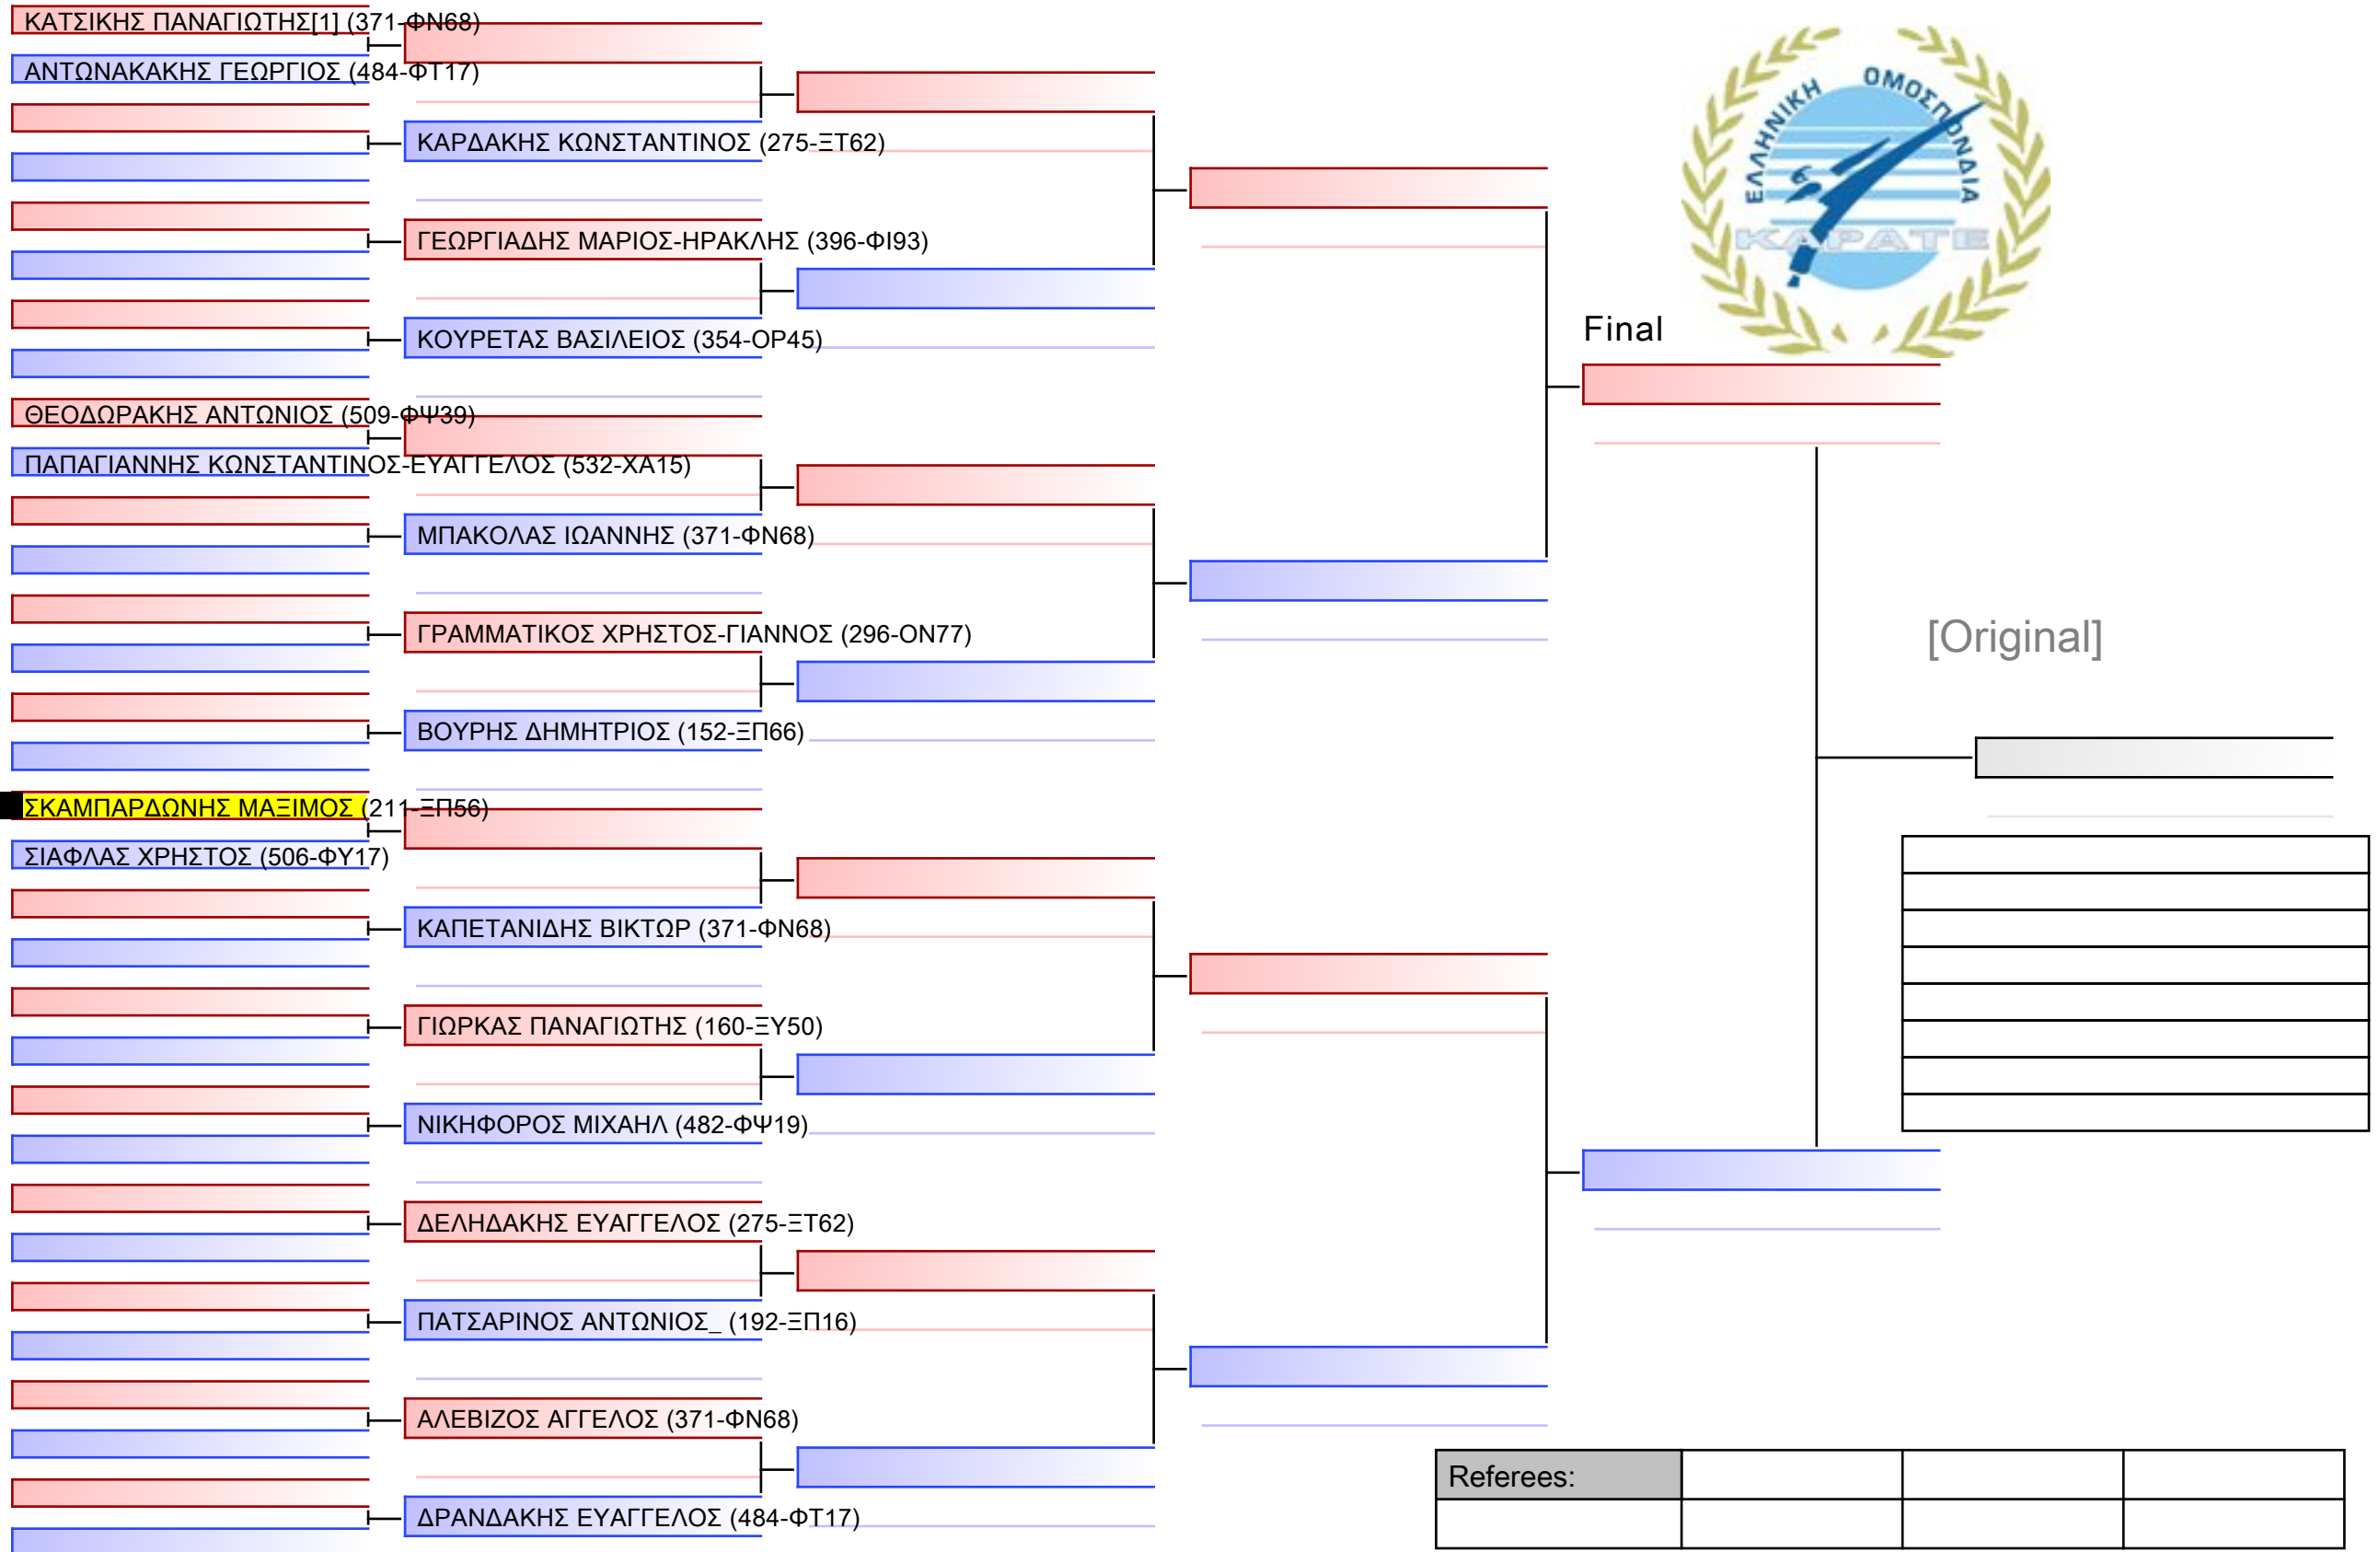 ΚΑΤΣΙΚΗΣ ΠΑΝΑΓΙΩΤΗΣ[1] (371-ΦΝ68)
ΑΝΤΩΝΑΚΑΚΗΣ ΓΕΩΡΓΙΟΣ (484-ΦΤ17)
ΚΑΡΔΑΚΗΣ ΚΩΝΣΤΑΝΤΙΝΟΣ (275-ΞΤ62)
ΓΕΩΡΓΙΑΔΗΣ ΜΑΡΙΟΣ-ΗΡΑΚΛΗΣ (396-ΦΙ93)
ΚΟΥΡΕΤΑΣ ΒΑΣΙΛΕΙΟΣ (354-ΟΡ45)
ΘΕΟΔΩΡΑΚΗΣ ΑΝΤΩΝΙΟΣ (509-ΦΨ39)
ΠΑΠΑΓΙΑΝΝΗΣ ΚΩΝΣΤΑΝΤΙΝΟΣ-ΕΥΑΓΓΕΛΟΣ (532-ΧΑ15)
ΜΠΑΚΟΛΑΣ ΙΩΑΝΝΗΣ (371-ΦΝ68)
ΓΡΑΜΜΑΤΙΚΟΣ ΧΡΗΣΤΟΣ-ΓΙΑΝΝΟΣ (296-ΟΝ77)
ΒΟΥΡΗΣ ΔΗΜΗΤΡΙΟΣ (152-ΞΠ66)
ΣΚΑΜΠΑΡΔΩΝΗΣ ΜΑΞΙΜΟΣ (211-ΞΠ56)
ΣΙΑΦΛΑΣ ΧΡΗΣΤΟΣ (506-ΦΥ17)
ΚΑΠΕΤΑΝΙΔΗΣ ΒΙΚΤΩΡ (371-ΦΝ68)
ΓΙΩΡΚΑΣ ΠΑΝΑΓΙΩΤΗΣ (160-ΞΥ50)
ΝΙΚΗΦΟΡΟΣ ΜΙΧΑΗΛ (482-ΦΨ19)
ΔΕΛΗΔΑΚΗΣ ΕΥΑΓΓΕΛΟΣ (275-ΞΤ62)
ΠΑΤΣΑΡΙΝΟΣ ΑΝΤΩΝΙΟΣ_ (192-ΞΠ16)
ΑΛΕΒΙΖΟΣ ΑΓΓΕΛΟΣ (371-ΦΝ68)
ΔΡΑΝΔΑΚΗΣ ΕΥΑΓΓΕΛΟΣ (484-ΦΤ17)
ΕΛΛΗΝΙΚΗ ΟΜΟΣΠΟΝΔΙΑ
ΚΑΡΑΤΕ
Final
[Original]
Referees: